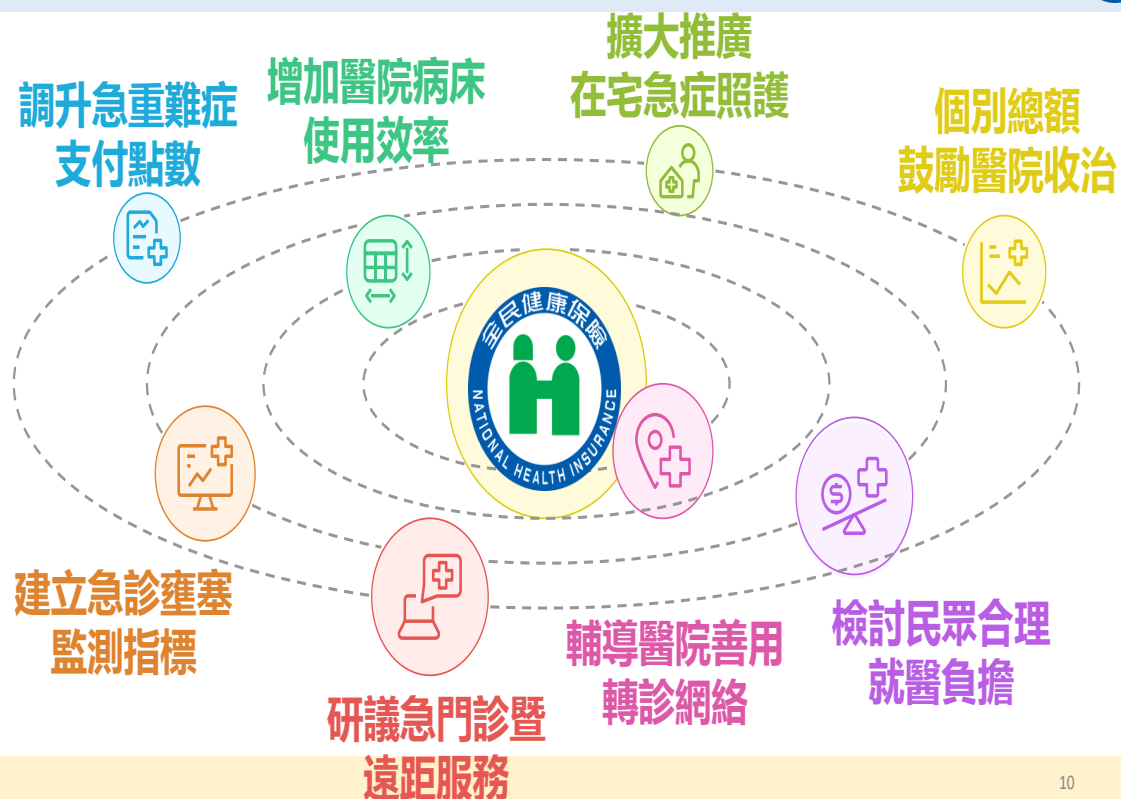 擴大推廣
在宅急症照護
增加醫院病床
使用效率
調升急重難症
支付點數
個別總額
鼓勵醫院收治
全民健康保險
NATIONAL HEALTH INSURANCE
建立急診壅塞
監測指標
研議急門診暨
遠距服務
輔導醫院善用
轉診網絡
檢討民眾合理
就醫負擔
$
10